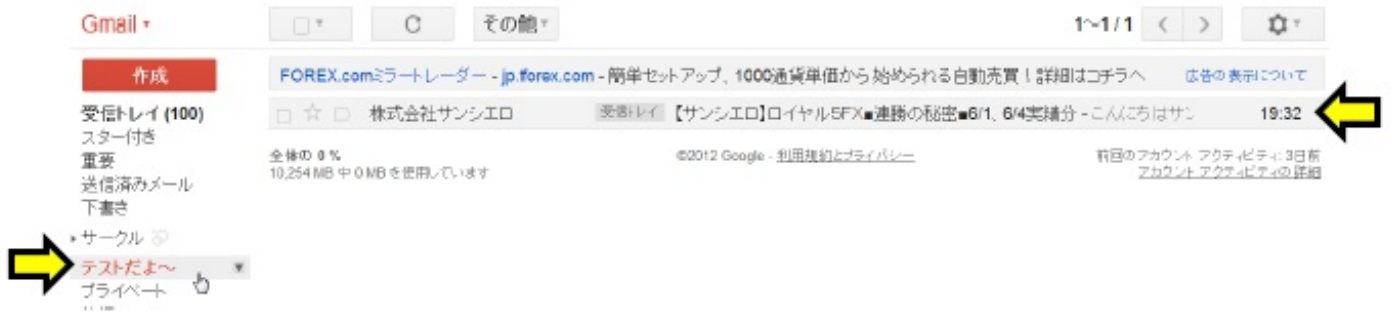 Gmail
その他
1～1 / 1
作成
FOREX.comミラートレーダー - jp.forex.com - 簡単セットアップ、1000通貨単位から始められる自動売買！詳細はコチラへ
広告の表示について
受信トレイ (100)
株式会社サンシエロ
受信トレイ
【サンシエロ】ロイヤル5FX■連勝の秘密■6/1、6/4実績分 - こんにちはサン
19:32
スター付き
重要
送信済みメール
下書き
サークル
テストだよ～
プライベート
全体の 0 %
10,254 MB 中 0 MB を使用しています
©2012 Google - 利用規約とプライバシー
前回のアカウント アクティビティ: 3日前
アカウント アクティビティの詳細